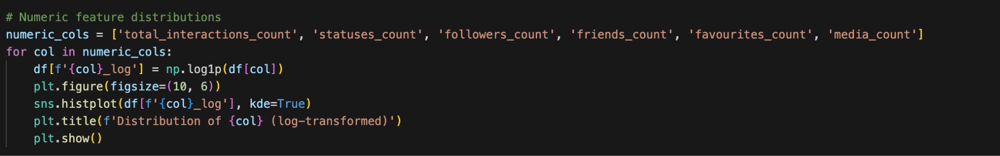 # Numeric feature distributions
numeric_cols = ['total_interactions_count', 'statuses_count', 'followers_count', 'friends_count', 'favourites_count', 'media_count']
for col in numeric_cols:
    df[f'{col}_log'] = np.log1p(df[col])
    plt.figure(figsize=(10, 6))
    sns.histplot(df[f'{col}_log'], kde=True)
    plt.title(f'Distribution of {col} (log-transformed)')
    plt.show()